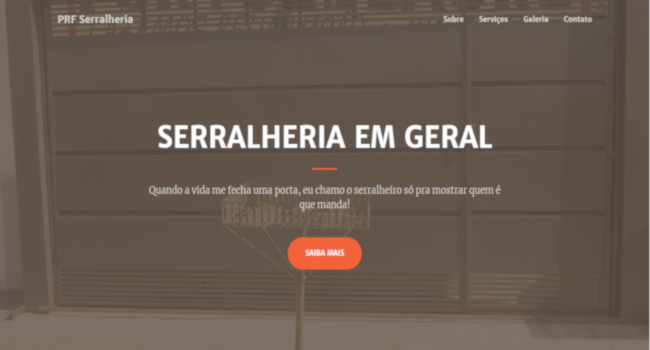 PRF Serralheria
Sobre Serviços Galeria Contato
SERRALHERIA EM GERAL
Quando a vida me fecha uma porta, eu chamo o serralheiro só pra mostrar quem é
que manda!
SAIBA MAIS